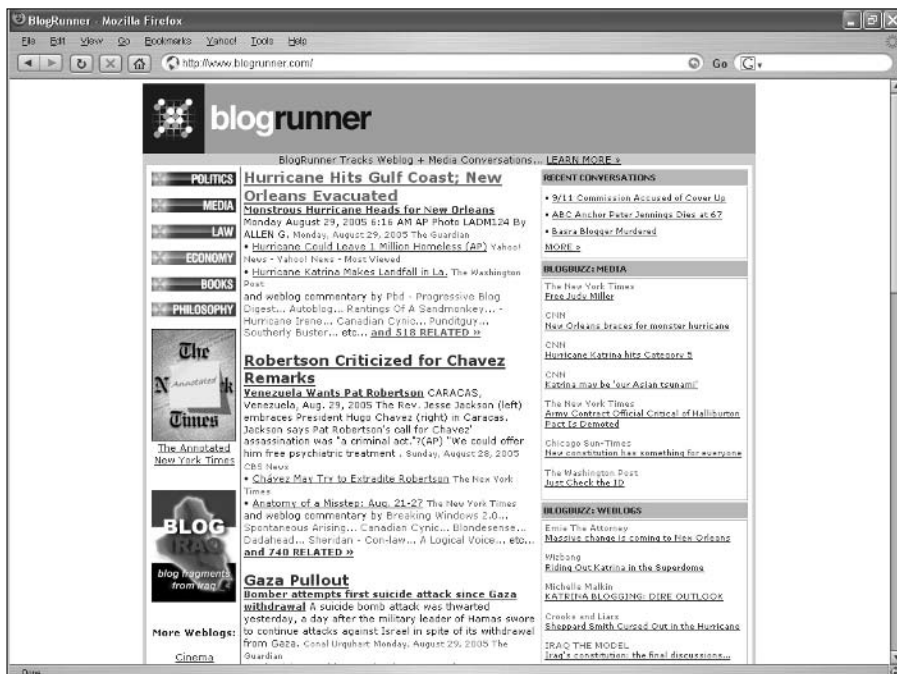 BlogRunner - Mozilla Firefox
File Edit View Go Bookmarks Yahoo! Tools Help
http://www.blogrunner.com/
Go
G
blogrunner
BlogRunner Tracks Weblog + Media Conversations... LEARN MORE »
POLITICS
MEDIA
LAW
ECONOMY
BOOKS
PHILOSOPHY
The
N Annotated k
Times
The Annotated
New York Times
BLOG
IRAQ
blog fragments
from iraq
More Weblogs:
Cinema
Hurricane Hits Gulf Coast; New
Orleans Evacuated
Monstrous Hurricane Heads for New Orleans
Monday August 29, 2005 6:16 AM AP Photo LADM124 By
ALLEN G. Monday, August 29, 2005 The Guardian
• Hurricane Could Leave 1 Million Homeless (AP) Yahoo!
News - Yahoo! News - Most Viewed
• Hurricane Katrina Makes Landfall in La. The Washington
Post
and weblog commentary by Pbd - Progressive Blog
Digest... Autoblog... Rantings Of A Sandmonkey... -
Hurricane Irene... Canadian Cynic... Punditguy...
Southerly Buster... etc... and 518 RELATED »
Robertson Criticized for Chavez
Remarks
Venezuela Wants Pat Robertson CARACAS,
Venezuela, Aug. 29, 2005 The Rev. Jesse Jackson (left)
embraces President Hugo Chavez (right) in Caracas.
Jackson says Pat Robertson's call for Chavez'
assassination was "a criminal act."?(AP) "We could offer
him free psychiatric treatment . Sunday, August 28, 2005
CBS News
• Chávez May Try to Extradite Robertson The New York
Times
• Anatomy of a Misstep: Aug. 21-27 The New York Times
and weblog commentary by Breaking Windows 2.0...
Spontaneous Arising... Canadian Cynic... Blondesense...
Dadahead... Sheridan - Con-law... A Logical Voice... etc...
and 740 RELATED »
Gaza Pullout
Bomber attempts first suicide attack since Gaza
withdrawal A suicide bomb attack was thwarted
yesterday, a day after the military leader of Hamas swore
to continue attacks against Israel in spite of its withdrawal
from Gaza. Conal Urquhart Monday, August 29, 2005 The
Guardian
RECENT CONVERSATIONS
• 9/11 Commission Accused of Cover Up
• ABC Anchor Peter Jennings Dies at 67
• Basra Blogger Murdered
MORE »
BLOGBUZZ: MEDIA
The New York Times
Free Judy Miller
CNN
New Orleans braces for monster hurricane
CNN
Hurricane Katrina hits Category 5
CNN
Katrina may be 'our Asian tsunami'
The New York Times
Army Contract Official Critical of Halliburton
Pact Is Demoted
Chicago Sun-Times
New constitution has something for everyone
The Washington Post
Just Check the ID
BLOGBUZZ: WEBLOGS
Ernie The Attorney
Massive change is coming to New Orleans
Wizbang
Riding Out Katrina in the Superdome
Michelle Malkin
KATRINA BLOGGING: DIRE OUTLOOK
Crooks and Liars
Sheppard Smith Cursed Out in the Hurricane
IRAQ THE MODEL
Iraq's constitution: the final discussions...
Done